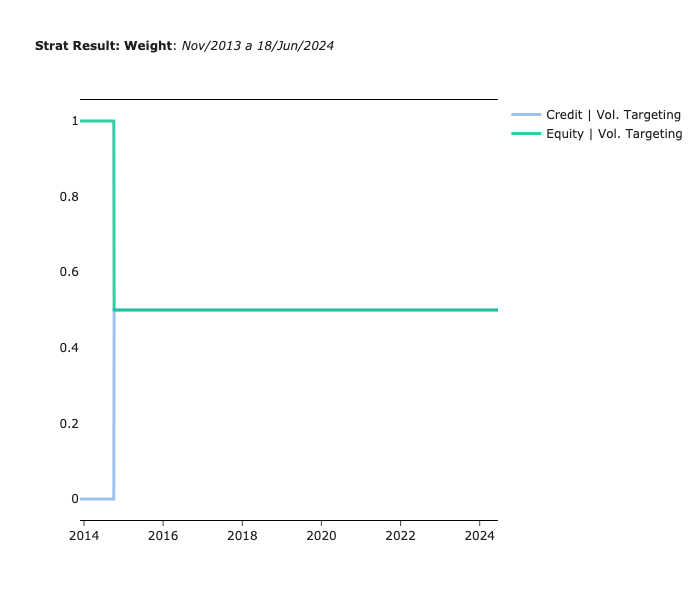 Strat Result: Weight: Nov/2013 a 18/Jun/2024
Credit | Vol. Targeting
Equity | Vol. Targeting
1
0.8
0.6
0.4
0.2
0
2014 2016 2018 2020 2022 2024